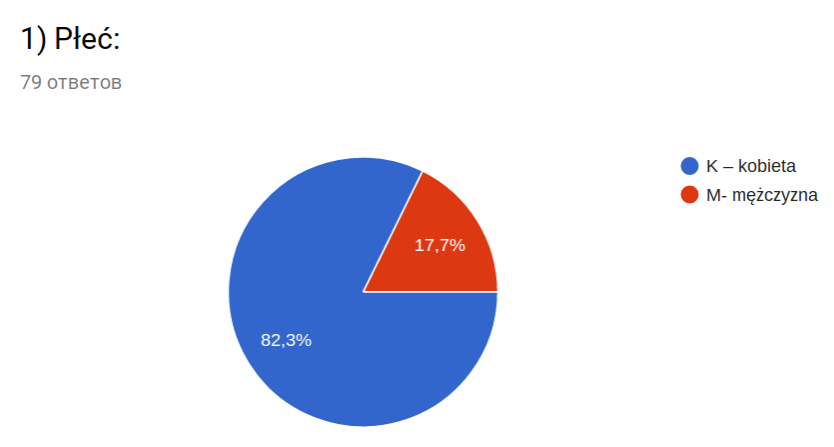 1) Płeć:
79 ответов
K – kobieta
M- mężczyzna
17,7%
82,3%